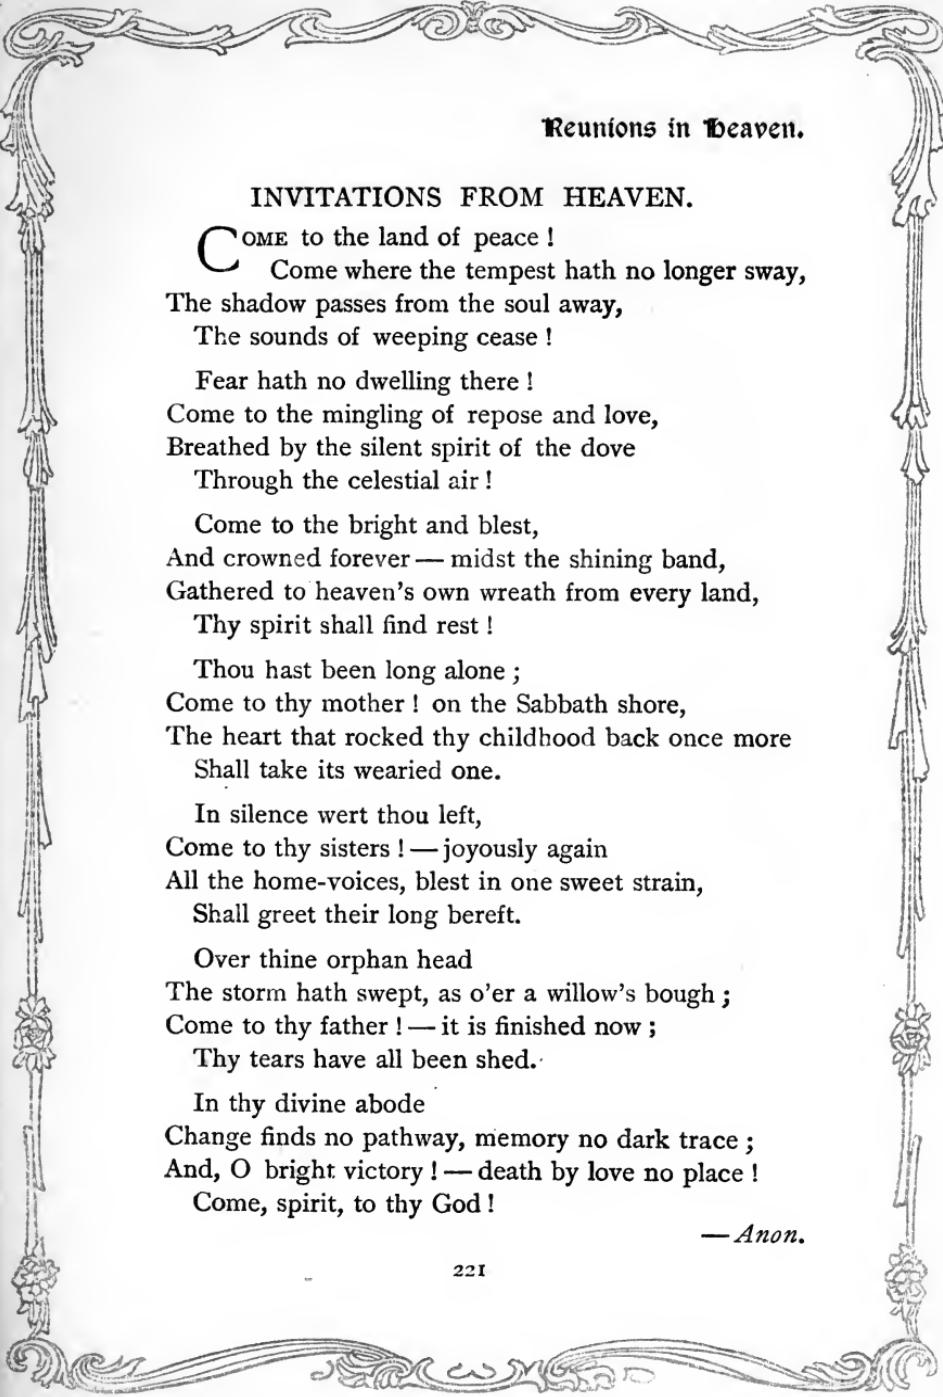 Reunions in Heaven.
INVITATIONS FROM HEAVEN.
COME to the land of peace !
Come where the tempest hath no longer sway,
The shadow passes from the soul away,
The sounds of weeping cease !
Fear hath no dwelling there !
Come to the mingling of repose and love,
Breathed by the silent spirit of the dove
Through the celestial air !
Come to the bright and blest,
And crowned forever — midst the shining band,
Gathered to heaven's own wreath from every land,
Thy spirit shall find rest !
Thou hast been long alone ;
Come to thy mother ! on the Sabbath shore,
The heart that rocked thy childhood back once more
Shall take its wearied one.
In silence wert thou left,
Come to thy sisters ! — joyously again
All the home-voices, blest in one sweet strain,
Shall greet their long bereft.
Over thine orphan head
The storm hath swept, as o'er a willow's bough ;
Come to thy father ! — it is finished now ;
Thy tears have all been shed.
In thy divine abode
Change finds no pathway, memory no dark trace ;
And, O bright victory ! — death by love no place !
Come, spirit, to thy God !
— Anon.
221